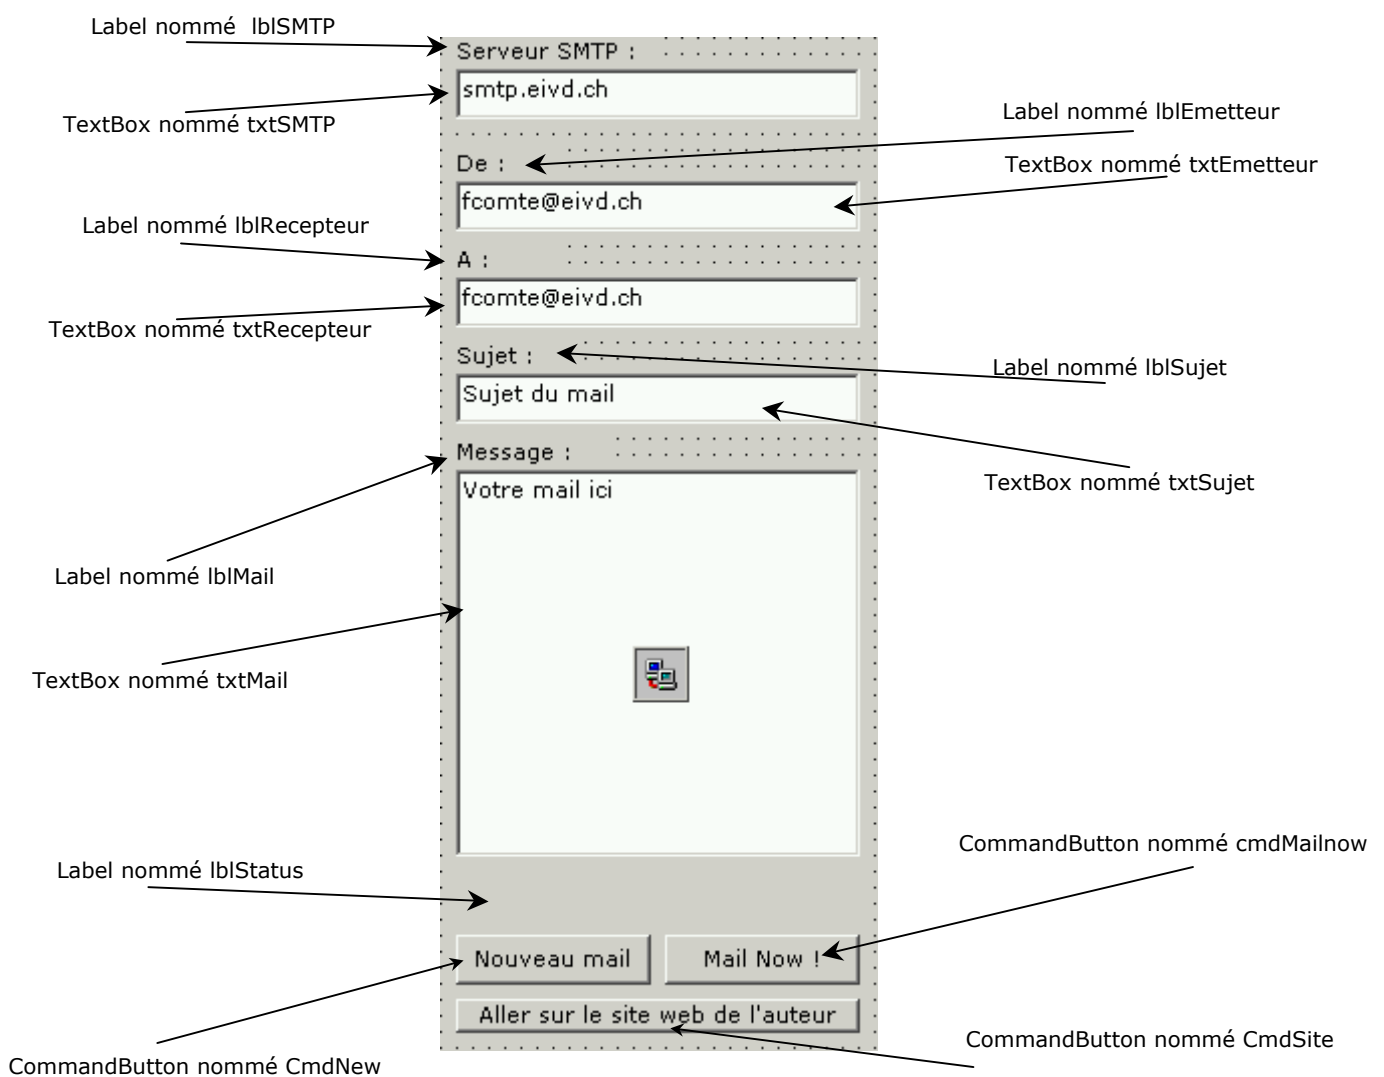 Label nommé  lblSMTP
Serveur SMTP :
smtp.eivd.ch
TextBox nommé txtSMTP
Label nommé lblEmetteur
De :
TextBox nommé txtEmetteur
fcomte@eivd.ch
Label nommé lblRecepteur
A :
fcomte@eivd.ch
TextBox nommé txtRecepteur
Sujet :
Label nommé lblSujet
Sujet du mail
Message :
TextBox nommé txtSujet
Votre mail ici
Label nommé lblMail
TextBox nommé txtMail
CommandButton nommé cmdMailnow
Label nommé lblStatus
Nouveau mail
Mail Now !
Aller sur le site web de l'auteur
CommandButton nommé CmdSite
CommandButton nommé CmdNew